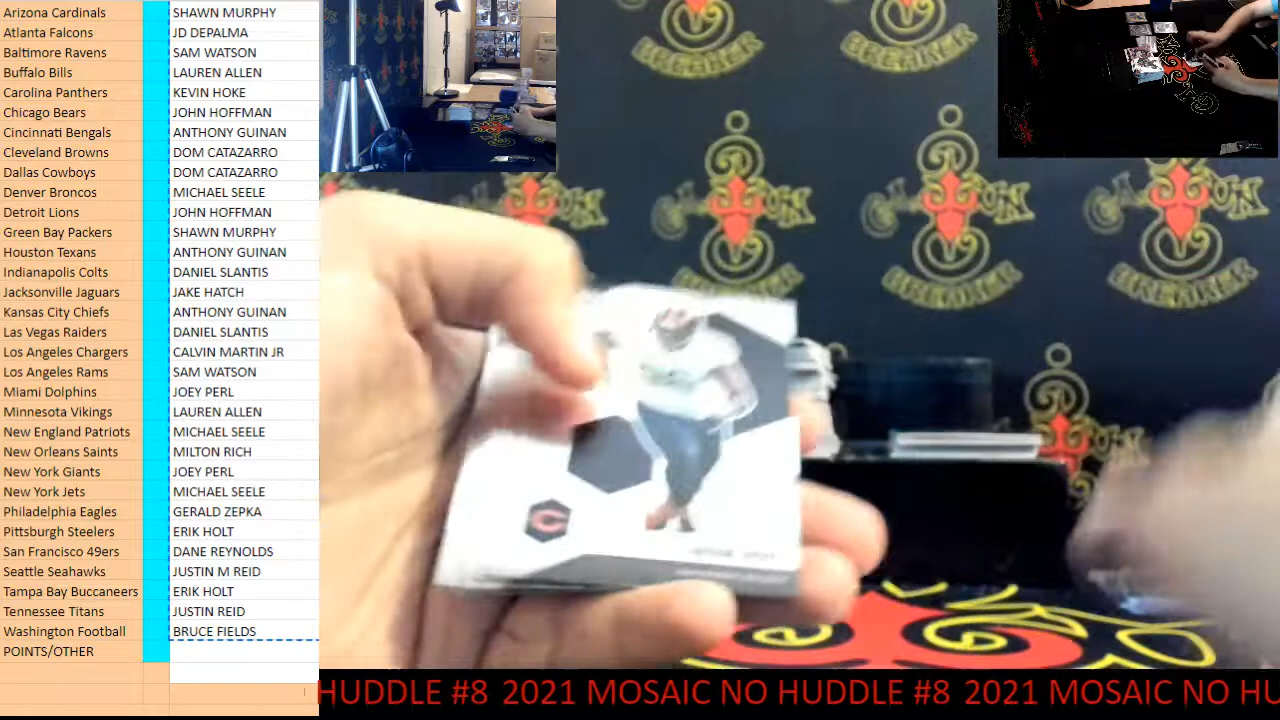 Arizona Cardinals SHAWN MURPHY
Atlanta Falcons JD DEPALMA
Baltimore Ravens SAM WATSON
Buffalo Bills LAUREN ALLEN
Carolina Panthers KEVIN HOKE
Chicago Bears JOHN HOFFMAN
Cincinnati Bengals ANTHONY GUINAN
Cleveland Browns DOM CATAZARRO
Dallas Cowboys DOM CATAZARRO
Denver Broncos MICHAEL SEELE
Detroit Lions JOHN HOFFMAN
Green Bay Packers SHAWN MURPHY
Houston Texans ANTHONY GUINAN
Indianapolis Colts DANIEL SLANTIS
Jacksonville Jaguars JAKE HATCH
Kansas City Chiefs ANTHONY GUINAN
Las Vegas Raiders DANIEL SLANTIS
Los Angeles Chargers CALVIN MARTIN JR
Los Angeles Rams SAM WATSON
Miami Dolphins JOEY PERL
Minnesota Vikings LAUREN ALLEN
New England Patriots MICHAEL SEELE
New Orleans Saints MILTON RICH
New York Giants JOEY PERL
New York Jets MICHAEL SEELE
Philadelphia Eagles GERALD ZEPKA
Pittsburgh Steelers ERIK HOLT
San Francisco 49ers DANE REYNOLDS
Seattle Seahawks JUSTIN M REID
Tampa Bay Buccaneers ERIK HOLT
Tennessee Titans JUSTIN REID
Washington Football BRUCE FIELDS
POINTS/OTHER
BREAKER
BREAKER
BREAKER
BREAKER
HUDDLE #8 2021 MOSAIC NO HUDDLE #8 2021 MOSAIC NO HU